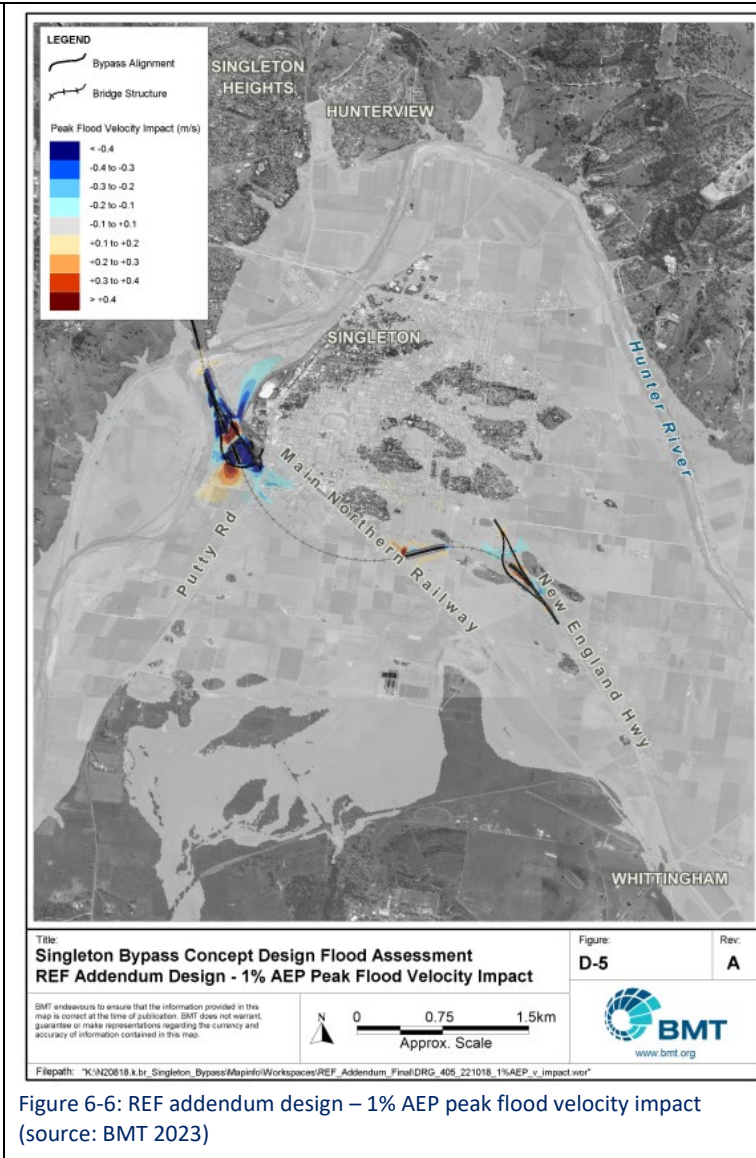 LEGEND
Bypass Alignment
Bridge Structure
Peak Flood Velocity Impact (m/s)
< -0.4
-0.4 to -0.3
-0.3 to -0.2
-0.2 to -0.1
-0.1 to +0.1
+0.1 to +0.2
+0.2 to +0.3
+0.3 to +0.4
> +0.4
SINGLETON
HEIGHTS
HUNTERVIEW
SINGLETON
Hunter River
Main Northern Railway
Putty Rd
New England Hwy
WHITTINGHAM
Title:
Singleton Bypass Concept Design Flood Assessment
REF Addendum Design - 1% AEP Peak Flood Velocity Impact
Figure:
D-5
Rev:
A
BMT endeavours to ensure that the information provided in this
map is correct at the time of publication. BMT does not warrant,
guarantee or make representations regarding the currency and
accuracy of information contained in this map.
N
0 0.75 1.5km
Approx. Scale
BMT
www.bmt.org
Filepath: "K:\N20818.k.br_Singleton_Bypass\Mapinfo\Workspaces\REF_Addendum_Final\DRG_405_221018_1%AEP_v_impact.wor"
Figure 6-6: REF addendum design – 1% AEP peak flood velocity impact
(source: BMT 2023)